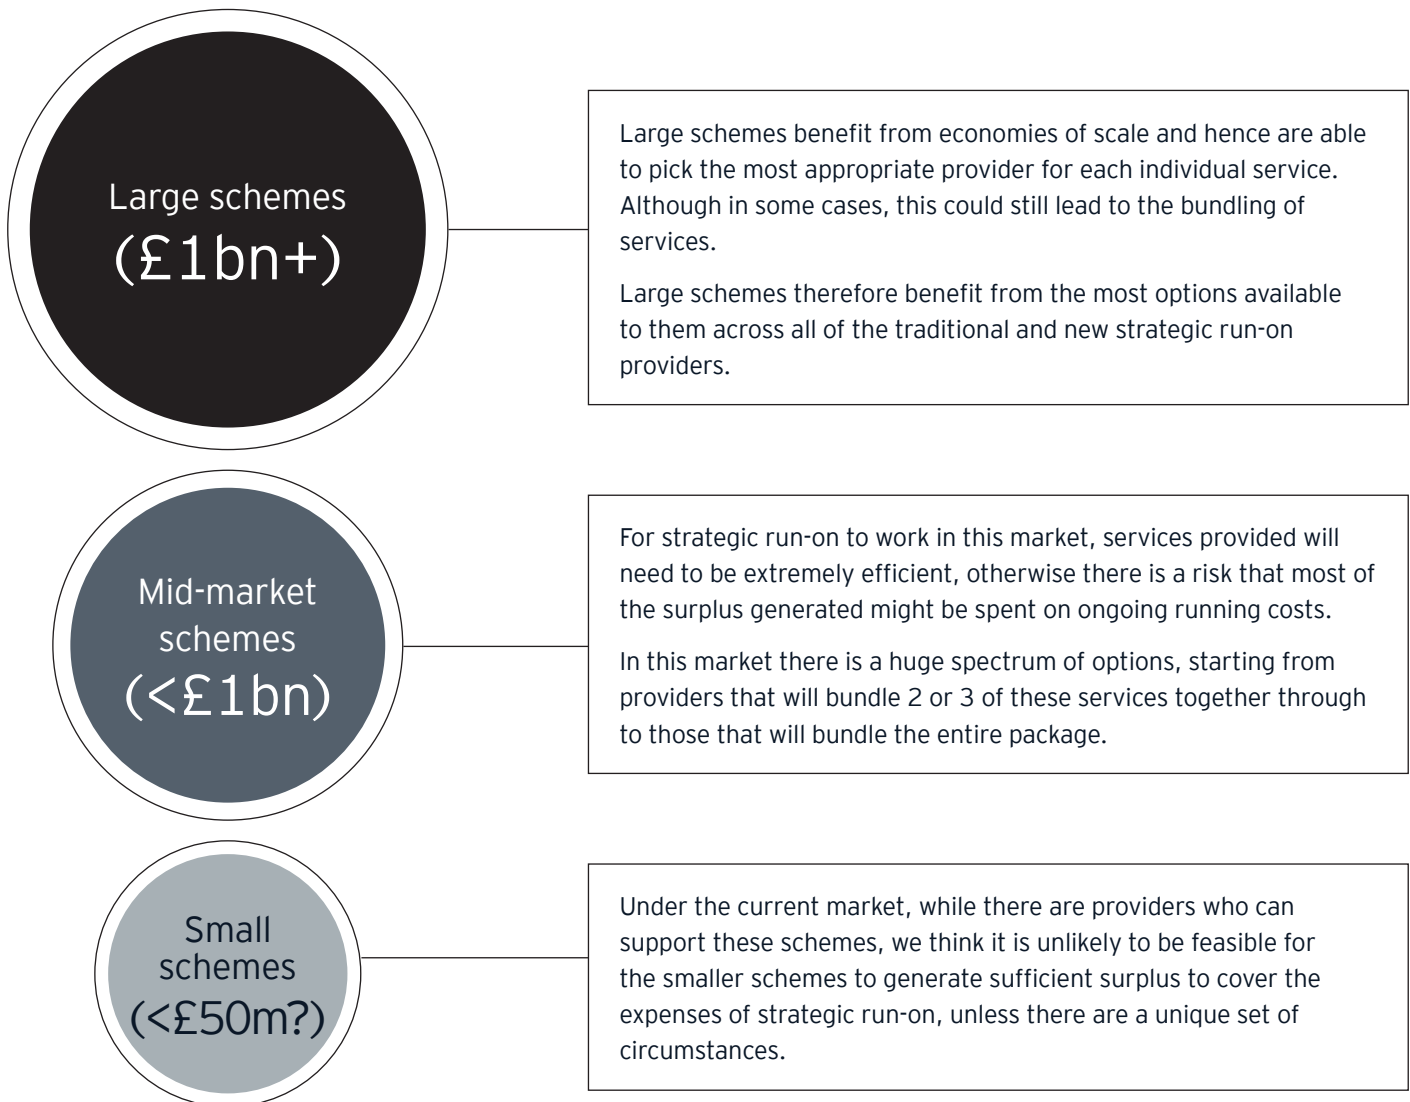 Large schemes
(£1bn+)
Large schemes benefit from economies of scale and hence are able
to pick the most appropriate provider for each individual service.
Although in some cases, this could still lead to the bundling of
services.
Large schemes therefore benefit from the most options available
to them across all of the traditional and new strategic run-on
providers.
Mid-market
schemes
(<£1bn)
For strategic run-on to work in this market, services provided will
need to be extremely efficient, otherwise there is a risk that most of
the surplus generated might be spent on ongoing running costs.
In this market there is a huge spectrum of options, starting from
providers that will bundle 2 or 3 of these services together through
to those that will bundle the entire package.
Small
schemes
(<£50m?)
Under the current market, while there are providers who can
support these schemes, we think it is unlikely to be feasible for
the smaller schemes to generate sufficient surplus to cover the
expenses of strategic run-on, unless there are a unique set of
circumstances.